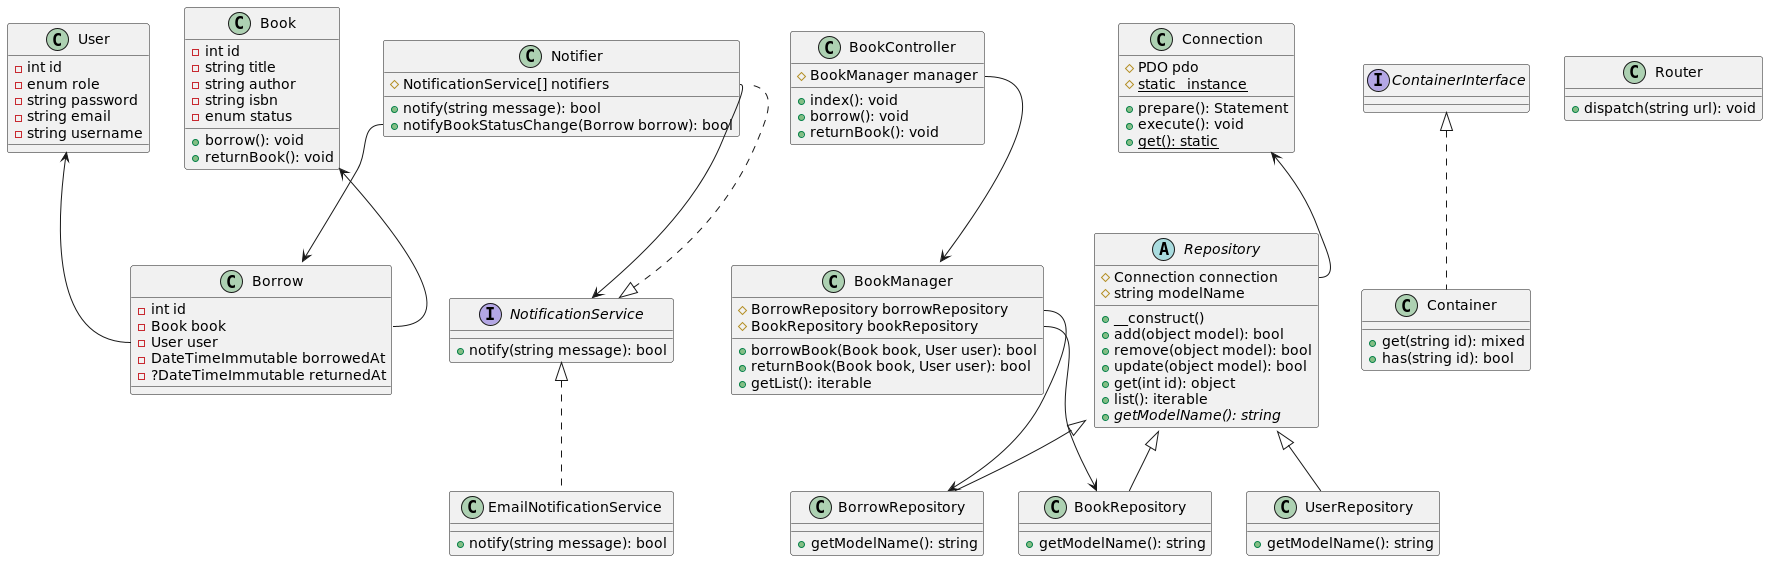 C User
int id
enum role
string password
string email
string username
C Book
int id
string title
string author
string isbn
enum status
borrow(): void
returnBook(): void
C Notifier
NotificationService[] notifiers
notify(string message): bool
notifyBookStatusChange(Borrow borrow): bool
C BookController
BookManager manager
index(): void
borrow(): void
returnBook(): void
C Connection
PDO pdo
static _instance
prepare(): Statement
execute(): void
get(): static
I ContainerInterface
C Router
dispatch(string url): void
C Borrow
int id
Book book
User user
DateTimeImmutable borrowedAt
?DateTimeImmutable returnedAt
I NotificationService
notify(string message): bool
C BookManager
BorrowRepository borrowRepository
BookRepository bookRepository
borrowBook(Book book, User user): bool
returnBook(Book book, User user): bool
getList(): iterable
A Repository
Connection connection
string modelName
__construct()
add(object model): bool
remove(object model): bool
update(object model): bool
get(int id): object
list(): iterable
getModelName(): string
C Container
get(string id): mixed
has(string id): bool
C EmailNotificationService
notify(string message): bool
C BorrowRepository
getModelName(): string
C BookRepository
getModelName(): string
C UserRepository
getModelName(): string